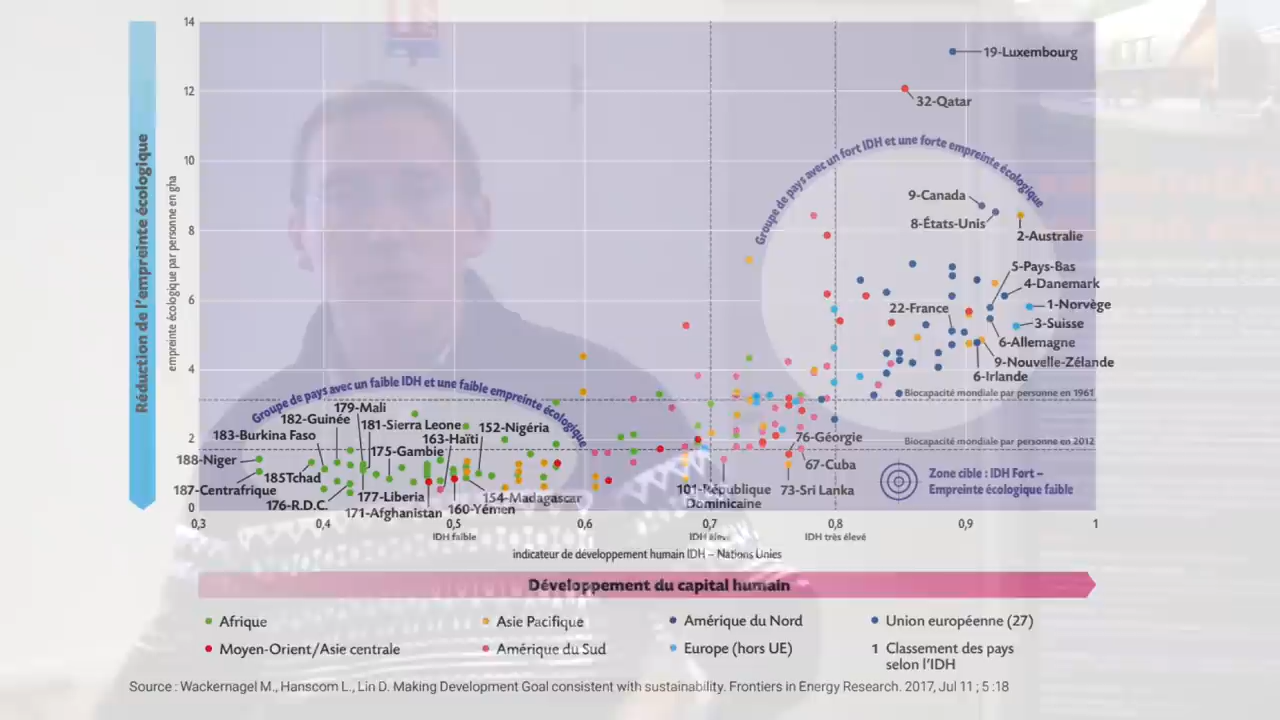 14
19-Luxembourg
12
32-Qatar
10
Groupe de pays avec un fort IDH et une forte empreinte écologique
9-Canada
8
8-États-Unis
2-Australie
5-Pays-Bas
4-Danemark
6
22-France
1-Norvège
3-Suisse
6-Allemagne
9-Nouvelle-Zélande
4
6-Irlande
Biocapacité mondiale par personne en 1961
Groupe de pays avec un faible IDH et une faible empreinte écologique
179-Mali
182-Guinée
181-Sierra Leone
152-Nigéria
183-Burkina Faso
163-Haïti
2
76-Géorgie
Biocapacité mondiale par personne en 2012
175-Gambie
188-Niger
67-Cuba
185Tchad
Zone cible : IDH Fort –
Empreinte écologique faible
187-Centrafrique
177-Liberia
154-Madagascar
101-République
Dominicaine
73-Sri Lanka
176-R.D.C.
171-Afghanistan
160-Yémen
0
0,3
0,4
0,5
0,6
0,7
0,8
0,9
1
IDH faible
IDH élevé
IDH très élevé
Réduction de l'empreinte écologique
empreinte écologique par personne en gha
indicateur de développement humain IDH – Nations Unies
Développement du capital humain
Afrique
Asie Pacifique
Amérique du Nord
Union européenne (27)
Moyen-Orient/Asie centrale
Amérique du Sud
Europe (hors UE)
1 Classement des pays
selon l'IDH
Source : Wackernagel M., Hanscom L., Lin D. Making Development Goal consistent with sustainability. Frontiers in Energy Research. 2017, Jul 11 ; 5 :18